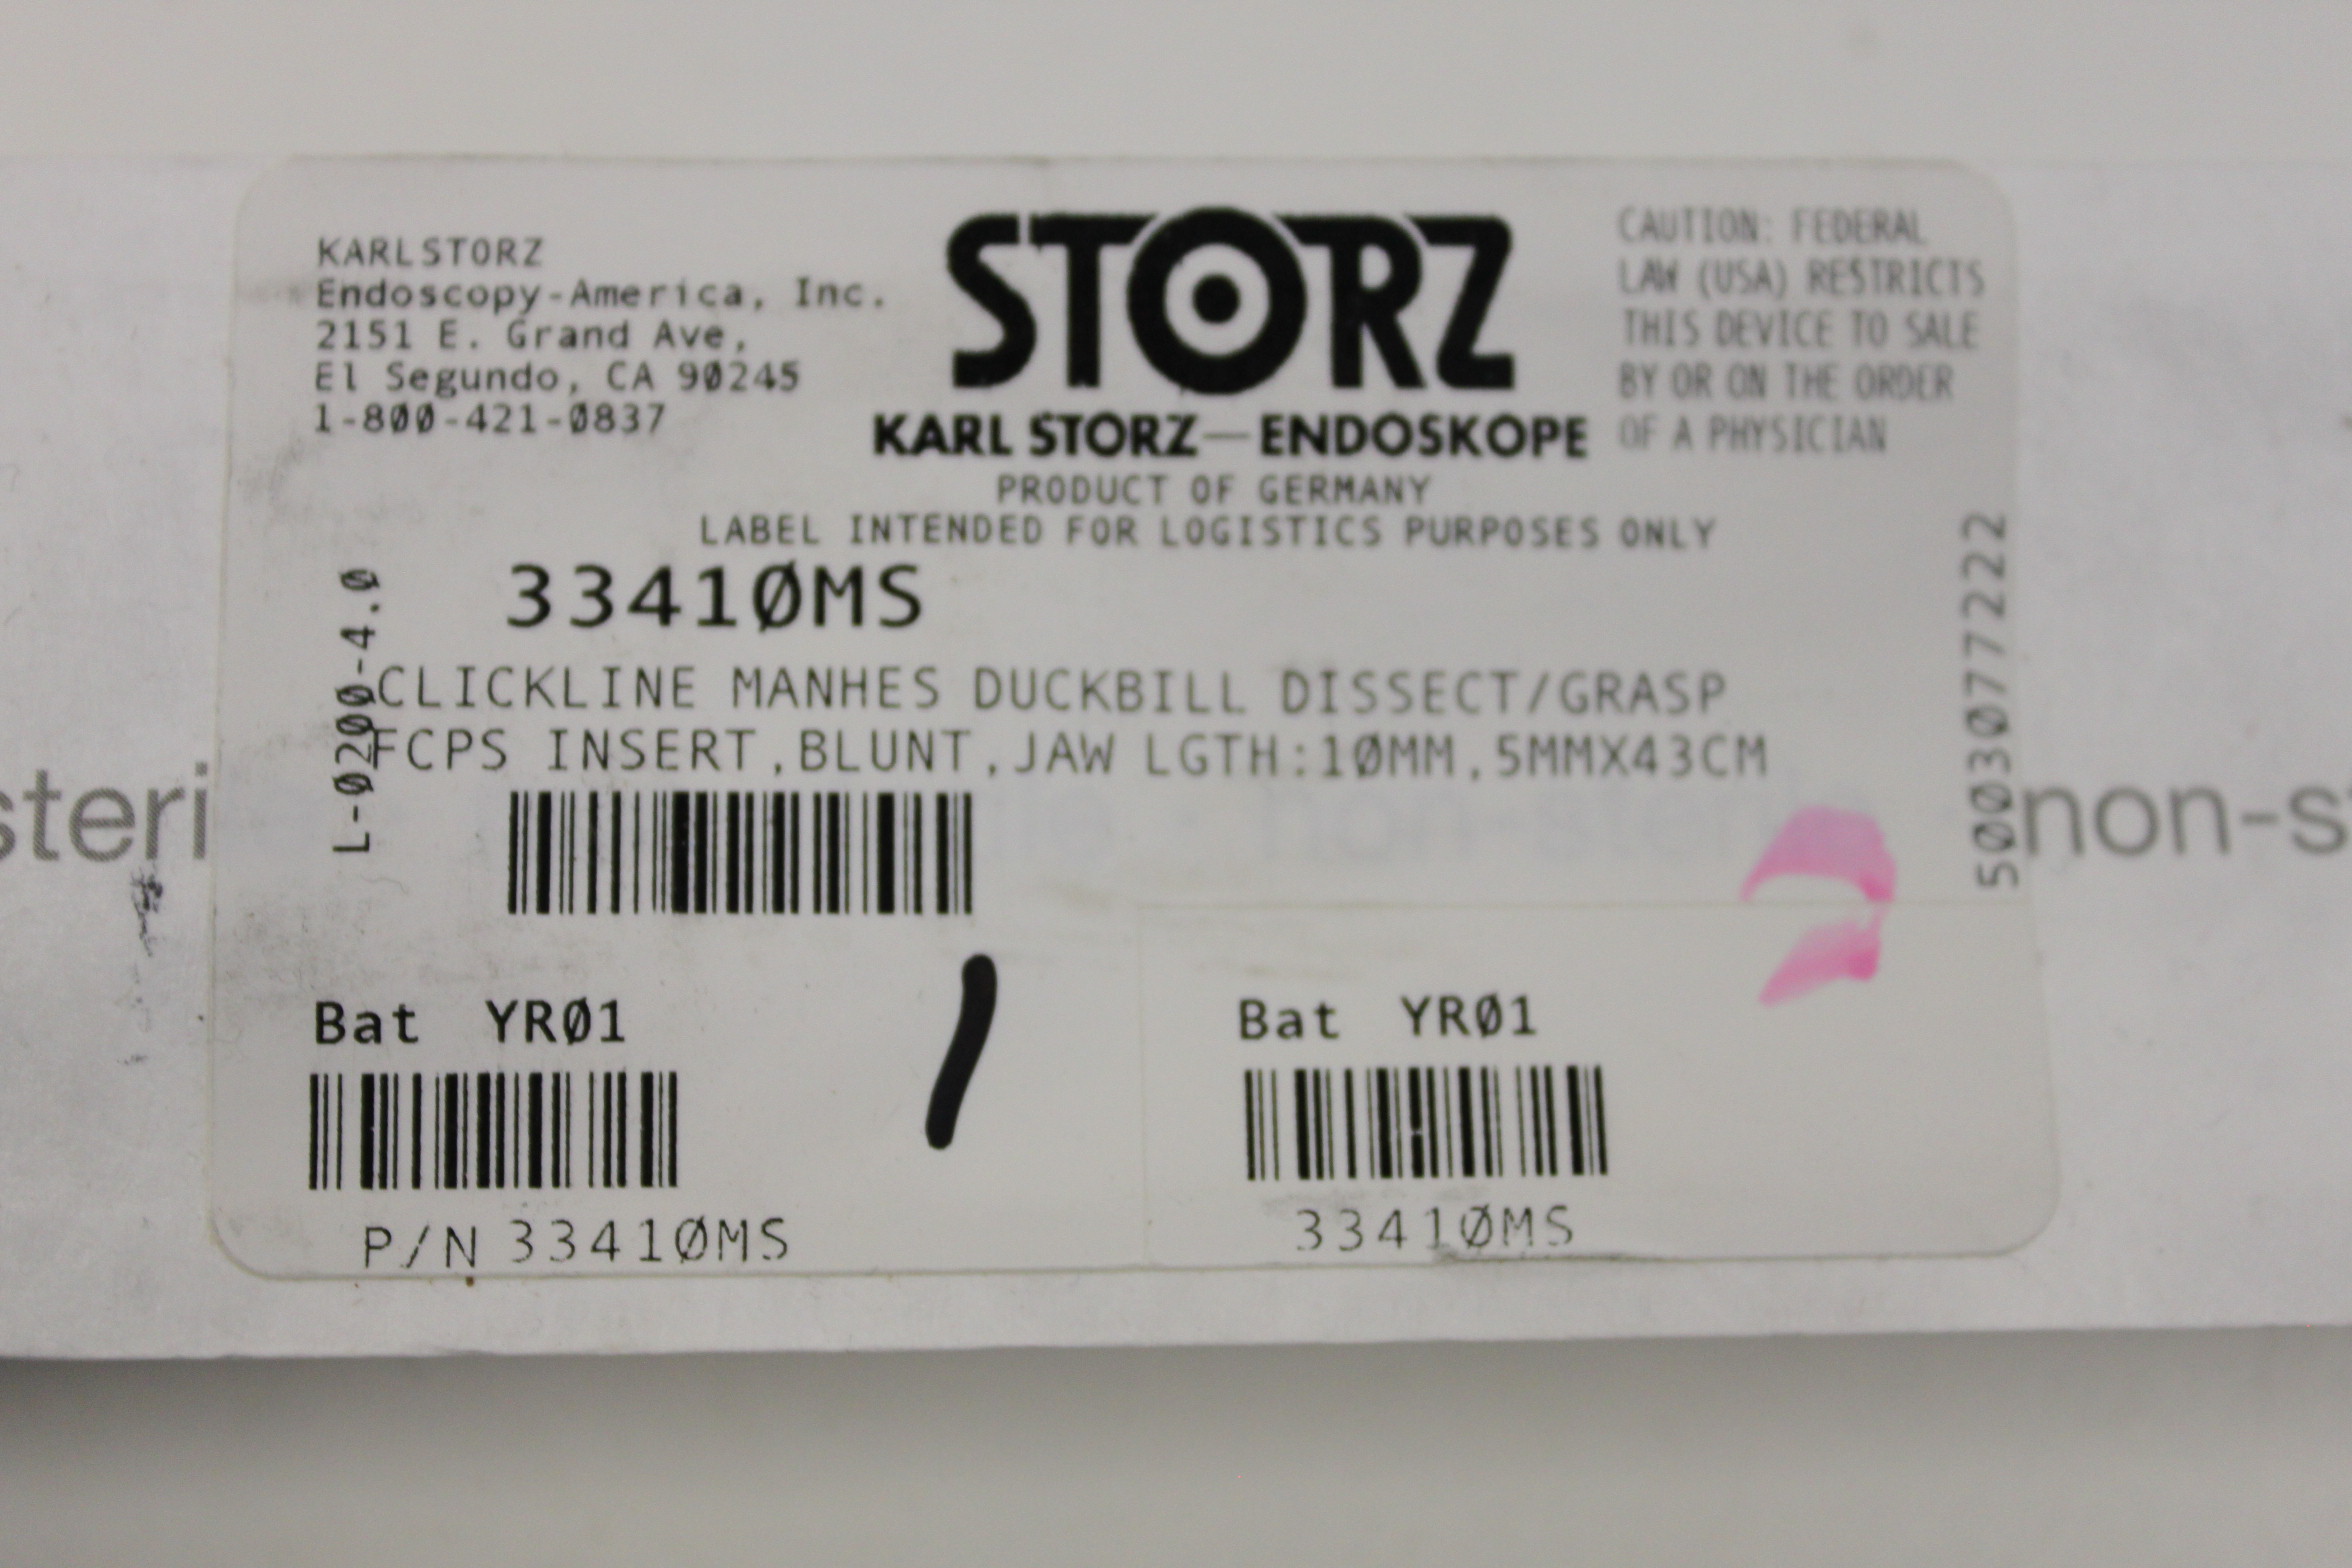 KARL STORZ
Endoscopy-America, Inc.
2151 E. Grand Ave,
El Segundo, CA 90245
1-800-421-0837
STORZ
KARL STORZ—ENDOSKOPE
CAUTION: FEDERAL
LAW (USA) RESTRICTS
THIS DEVICE TO SALE
BY OR ON THE ORDER
OF A PHYSICIAN
PRODUCT OF GERMANY
LABEL INTENDED FOR LOGISTICS PURPOSES ONLY
33410MS
L-0200-4.0
CLICKLINE MANHES DUCKBILL DISSECT/GRASP
FCPS INSERT,BLUNT,JAW LGTH:10MM,5MMX43CM
5003077222
steri
non-s
Bat YR01
P/N 33410MS
Bat YR01
33410MS